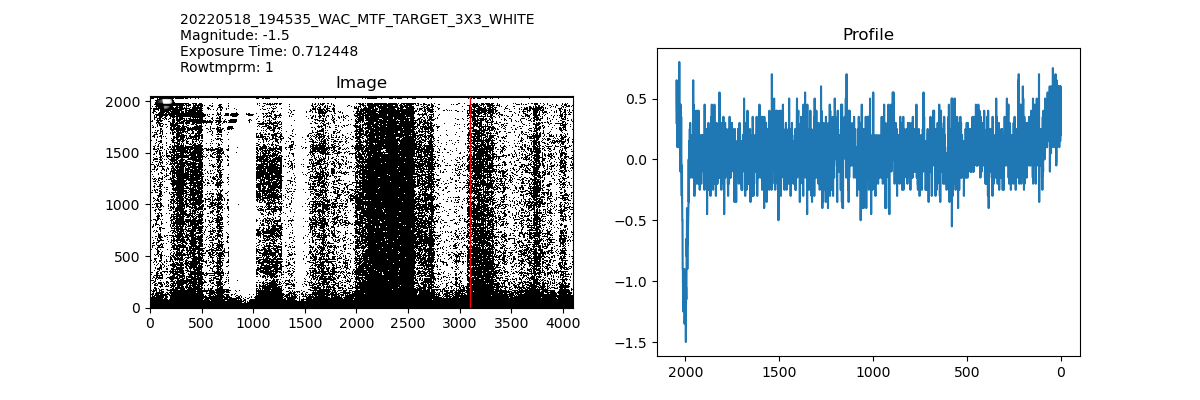 20220518_194535_WAC_MTF_TARGET_3X3_WHITE
Magnitude: -1.5
Exposure Time: 0.712448
Rowtmprm: 1
Image
2000
1500
1000
500
0
0 500 1000 1500 2000 2500 3000 3500 4000
Profile
0.5
0.0
−0.5
−1.0
−1.5
2000 1500 1000 500 0